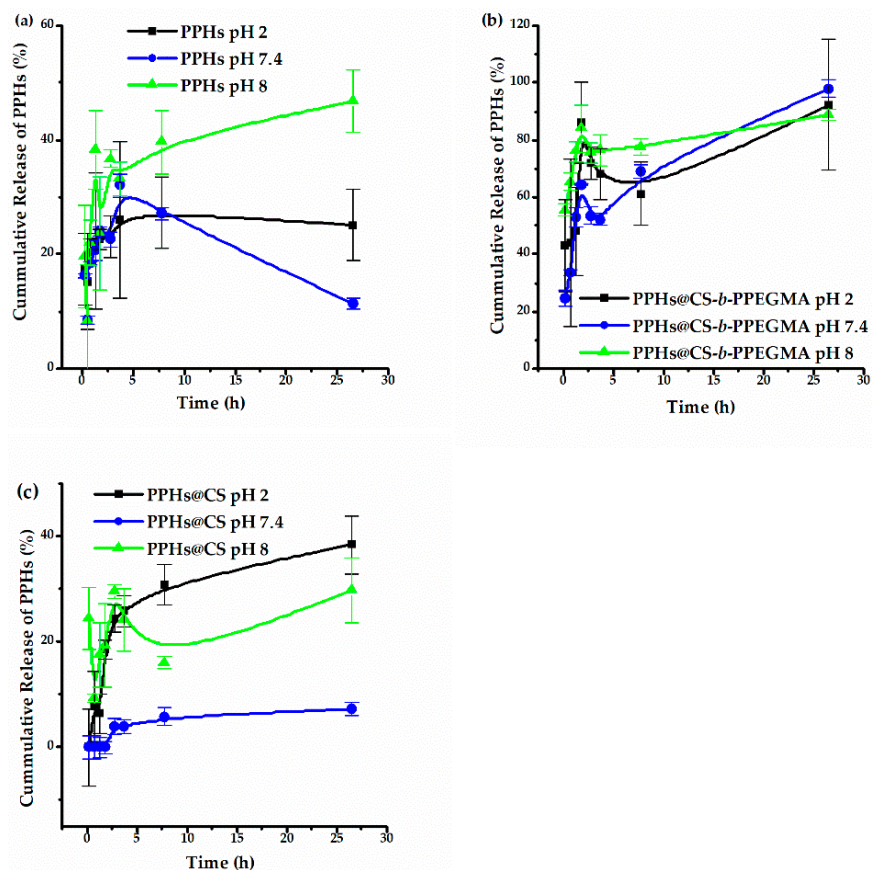 (a)
PPHs pH 2
PPHs pH 7.4
PPHs pH 8
Cummulative Release of PPHs (%)
60
40
20
0
0 5 10 15 20 25 30
Time (h)
(b)
Cummulative Release of PPHs (%)
120
100
80
60
40
20
0
PPHs@CS-b-PPEGMA pH 2
PPHs@CS-b-PPEGMA pH 7.4
PPHs@CS-b-PPEGMA pH 8
0 5 10 15 20 25 30
Time (h)
(c)
PPHs@CS pH 2
PPHs@CS pH 7.4
PPHs@CS pH 8
Cummulative Release of PPHs (%)
40
20
0
0 5 10 15 20 25 30
Time (h)